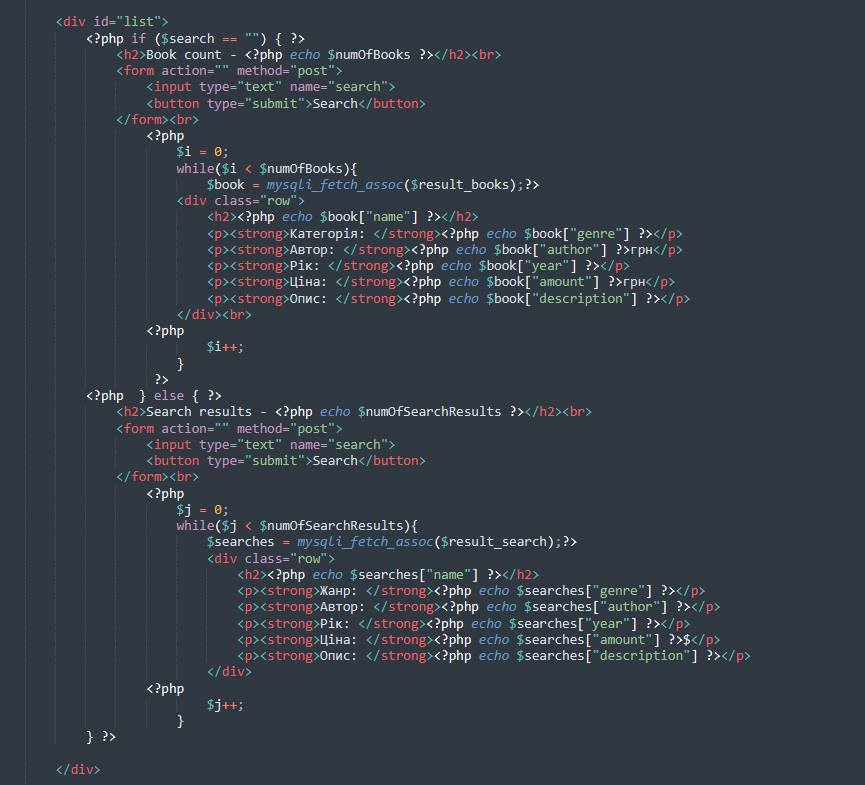 <div id="list">
<?php if ($search == "") { ?>
<h2>Book count - <?php echo $numOfBooks ?></h2><br>
<form action="" method="post">
<input type="text" name="search">
<button type="submit">Search</button>
</form><br>
<?php
$i = 0;
while($i < $numOfBooks){
$book = mysqli_fetch_assoc($result_books);?>
<div class="row">
<h2><?php echo $book["name"] ?></h2>
<p><strong>Категорія: </strong><?php echo $book["genre"] ?></p>
<p><strong>Автор: </strong><?php echo $book["author"] ?>грн</p>
<p><strong>Рік: </strong><?php echo $book["year"] ?></p>
<p><strong>Ціна: </strong><?php echo $book["amount"] ?>грн</p>
<p><strong>Опис: </strong><?php echo $book["description"] ?></p>
</div><br>
<?php
$i++;
}
?>
<?php  } else { ?>
<h2>Search results - <?php echo $numOfSearchResults ?></h2><br>
<form action="" method="post">
<input type="text" name="search">
<button type="submit">Search</button>
</form><br>
<?php
$j = 0;
while($j < $numOfSearchResults){
$searches = mysqli_fetch_assoc($result_search);?>
<div class="row">
<h2><?php echo $searches["name"] ?></h2>
<p><strong>Жанр: </strong><?php echo $searches["genre"] ?></p>
<p><strong>Автор: </strong><?php echo $searches["author"] ?></p>
<p><strong>Рік: </strong><?php echo $searches["year"] ?></p>
<p><strong>Ціна: </strong><?php echo $searches["amount"] ?>$</p>
<p><strong>Опис: </strong><?php echo $searches["description"] ?></p>
</div>
<?php
$j++;
}
} ?>
</div>